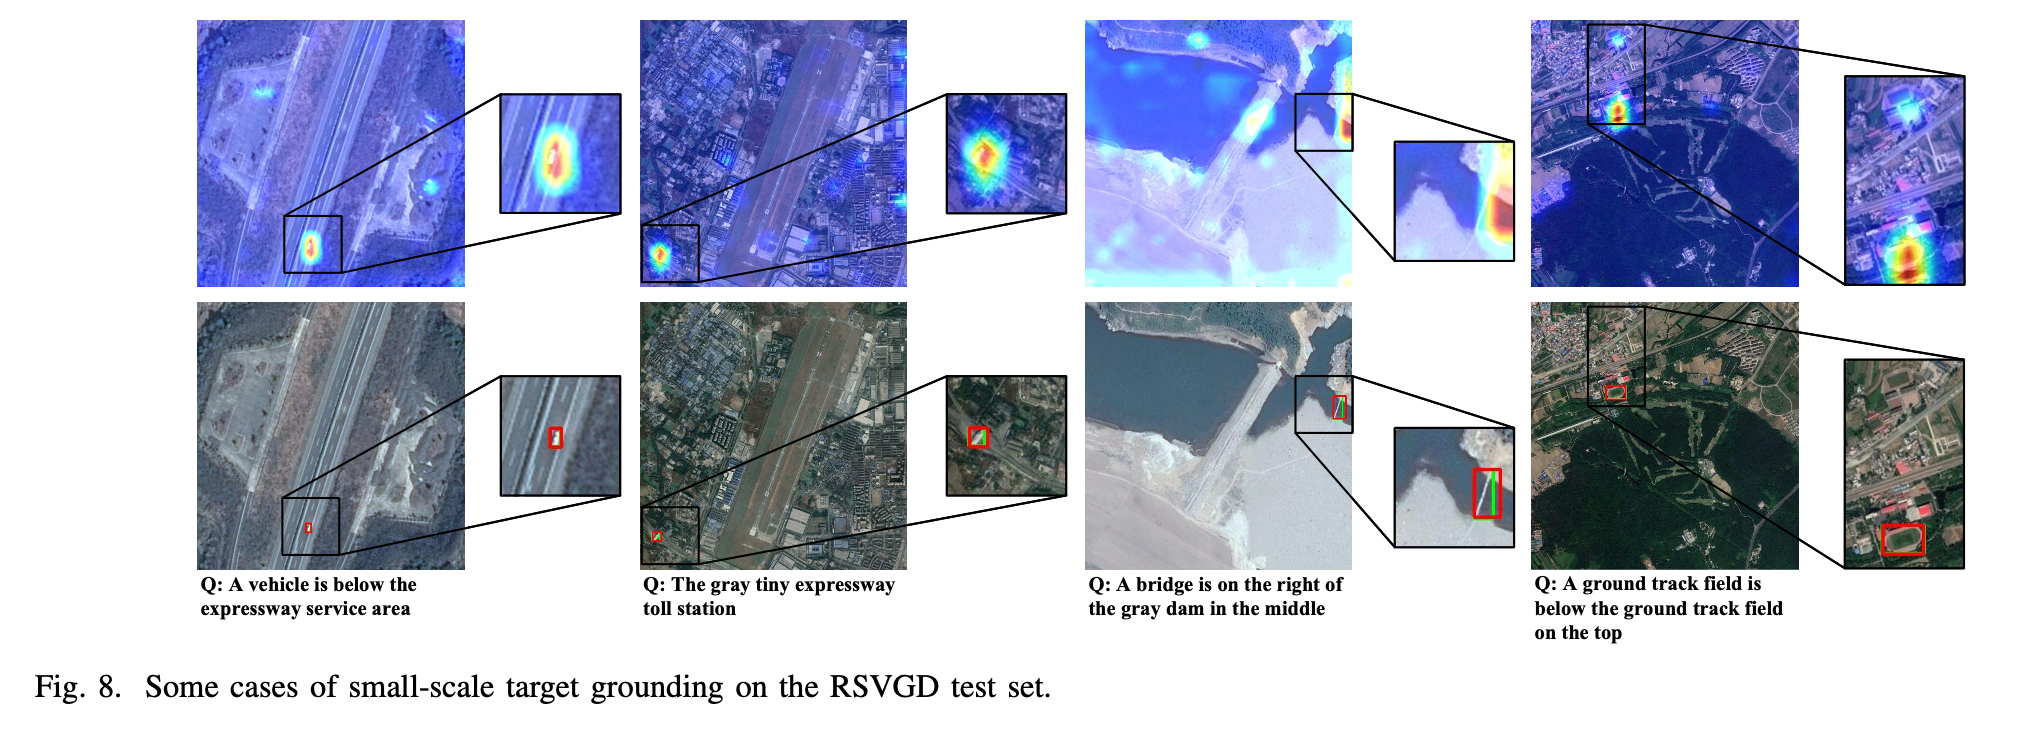 Q: A vehicle is below the
expressway service area
Q: The gray tiny expressway
toll station
Q: A bridge is on the right of
the gray dam in the middle
Q: A ground track field is
below the ground track field
on the top
Fig. 8. Some cases of small-scale target grounding on the RSVGD test set.